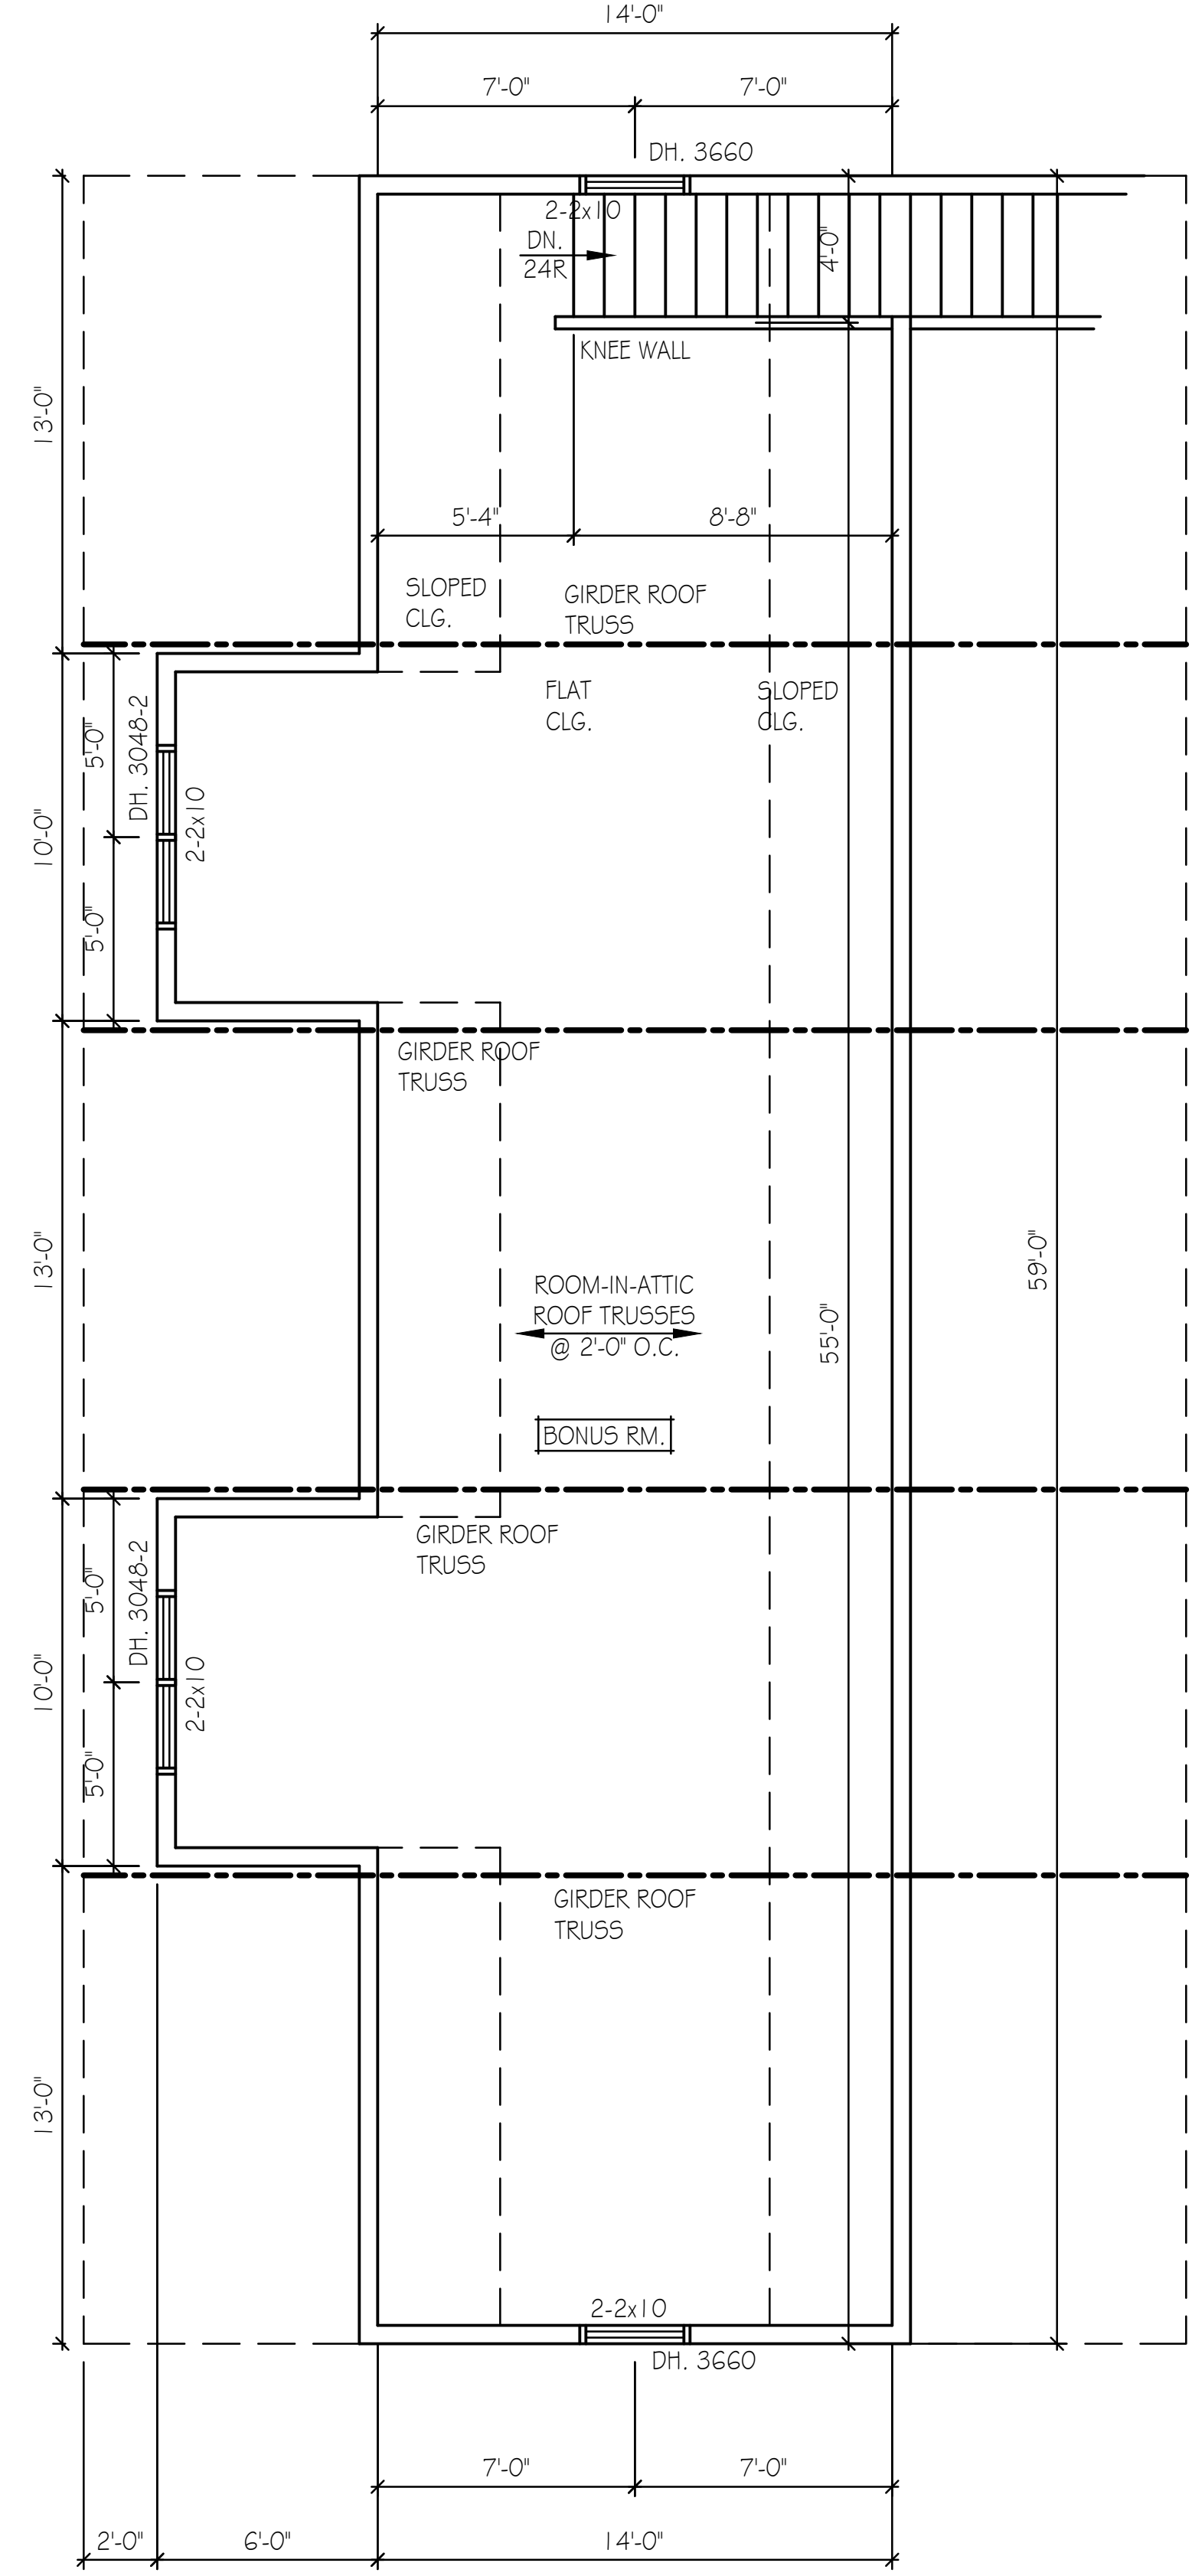 14'-0"
7'-0" 7'-0"
DH. 3660
2-2x10
DN.
24R
4'-0"
KNEE WALL
13'-0"
5'-4" 8'-8"
SLOPED
CLG.
GIRDER ROOF
TRUSS
FLAT
CLG.
SLOPED
CLG.
5'-0"
DH. 3048-2
2-2x10
10'-0"
5'-0"
GIRDER ROOF
TRUSS
13'-0"
ROOM-IN-ATTIC
ROOF TRUSSES
@ 2'-0" O.C.
55'-0"
59'-0"
BONUS RM.
GIRDER ROOF
TRUSS
5'-0"
DH. 3048-2
2-2x10
10'-0"
5'-0"
GIRDER ROOF
TRUSS
13'-0"
2-2x10
DH. 3660
7'-0" 7'-0"
2'-0" 6'-0" 14'-0"